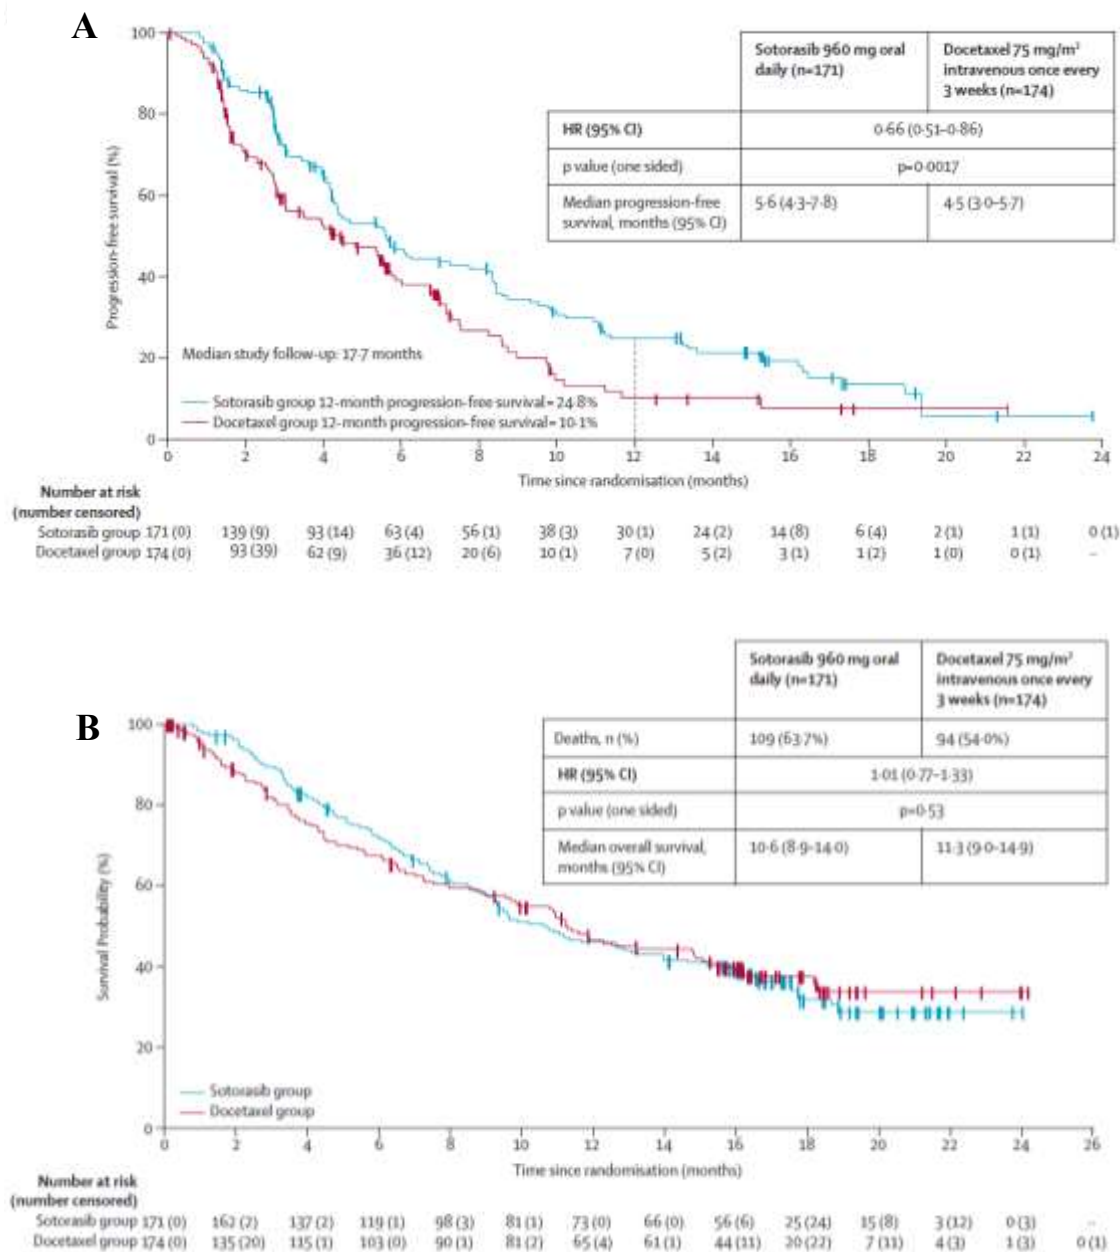 A
Sotorasib 960 mg oral daily (n=171)
Docetaxel 75 mg/m² intravenous once every 3 weeks (n=174)
HR (95% CI)
0·66 (0·51–0·86)
p value (one sided)
p=0·0017
Median progression-free survival, months (95% CI)
5·6 (4·3–7·8)
4·5 (3·0–5·7)
Progression-free survival (%)
100
80
60
40
20
0
Median study follow-up: 17·7 months
Sotorasib group 12-month progression-free survival=24·8%
Docetaxel group 12-month progression-free survival=10·1%
0 2 4 6 8 10 12 14 16 18 20 22 24
Time since randomisation (months)
Number at risk
(number censored)
Sotorasib group 171 (0) 139 (9) 93 (14) 63 (4) 56 (1) 38 (3) 30 (1) 24 (2) 14 (8) 6 (4) 2 (1) 1 (1) 0 (1)
Docetaxel group 174 (0) 93 (39) 62 (9) 36 (12) 20 (6) 10 (1) 7 (0) 5 (2) 3 (1) 1 (2) 1 (0) 0 (1) –
B
Sotorasib 960 mg oral daily (n=171)
Docetaxel 75 mg/m² intravenous once every 3 weeks (n=174)
Deaths, n (%)
109 (63·7%)
94 (54·0%)
HR (95% CI)
1·01 (0·77–1·33)
p value (one sided)
p=0·53
Median overall survival, months (95% CI)
10·6 (8·9–14·0)
11·3 (9·0–14·9)
Survival Probability (%)
100
80
60
40
20
0
Sotorasib group
Docetaxel group
0 2 4 6 8 10 12 14 16 18 20 22 24 26
Time since randomisation (months)
Number at risk
(number censored)
Sotorasib group 171 (0) 162 (7) 137 (2) 119 (1) 98 (3) 81 (1) 73 (0) 66 (0) 56 (6) 25 (24) 15 (8) 3 (12) 0 (3) –
Docetaxel group 174 (0) 135 (20) 115 (1) 103 (0) 90 (1) 81 (2) 65 (4) 61 (1) 44 (11) 20 (22) 7 (11) 4 (3) 1 (3) 0 (1)